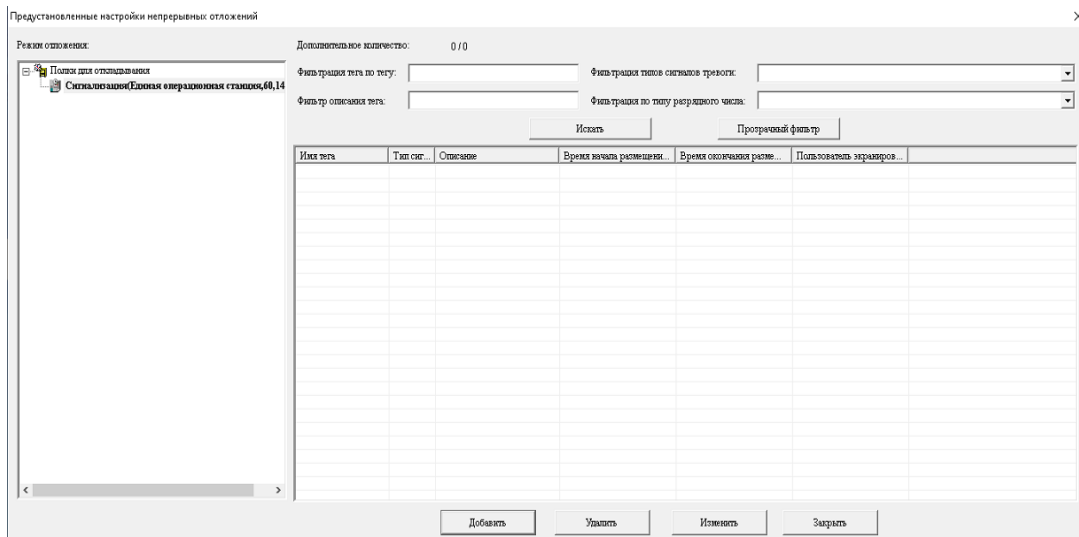 Предустановленные настройки непрерывных отложений
Режим отложения:
Полки для откладывания
Сигнализация(Единая операционная станция,60,14
Дополнительное количество: 0 / 0
Фильтрация тега по тегу: Фильтрация типов сигналов тревоги:
Фильтр описания тега: Фильтрация по типу разрядного числа:
Искать Прозрачный фильтр
Имя тега Тип сиг... Описание Время начала размещени... Время окончания разме... Пользователь экраниров...
Добавить Удалить Изменить Закрыть